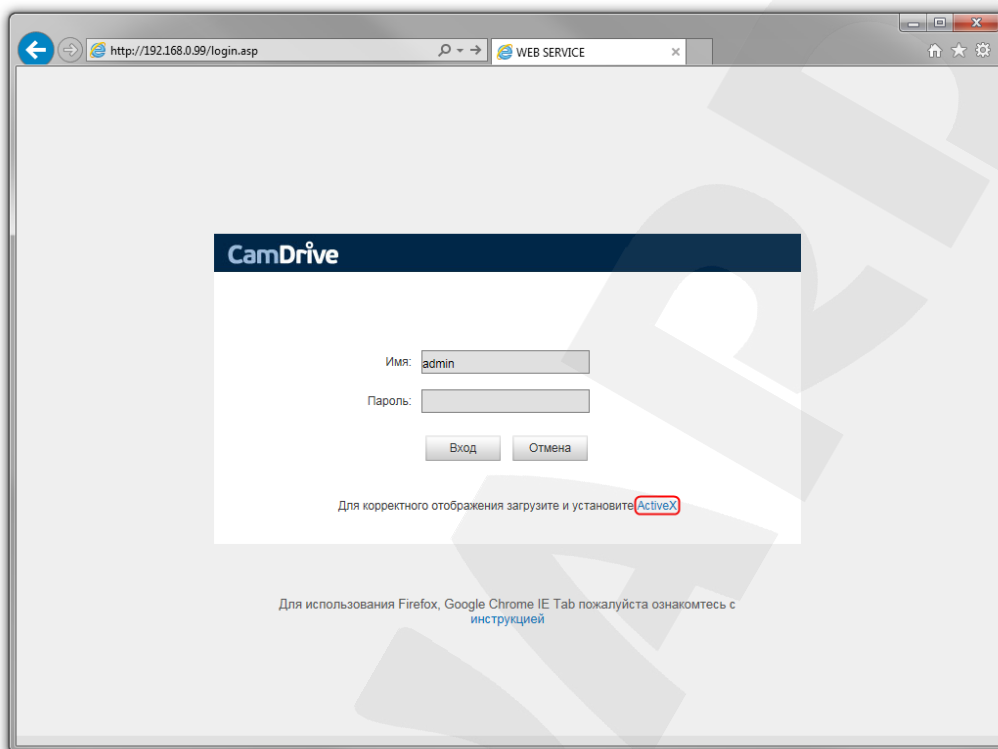 http://192.168.0.99/login.asp
WEB SERVICE
CamDrive
Имя: admin
Пароль:
Вход Отмена
Для корректного отображения загрузите и установите ActiveX
Для использования Firefox, Google Chrome IE Tab пожалуйста ознакомтесь с
инструкцией